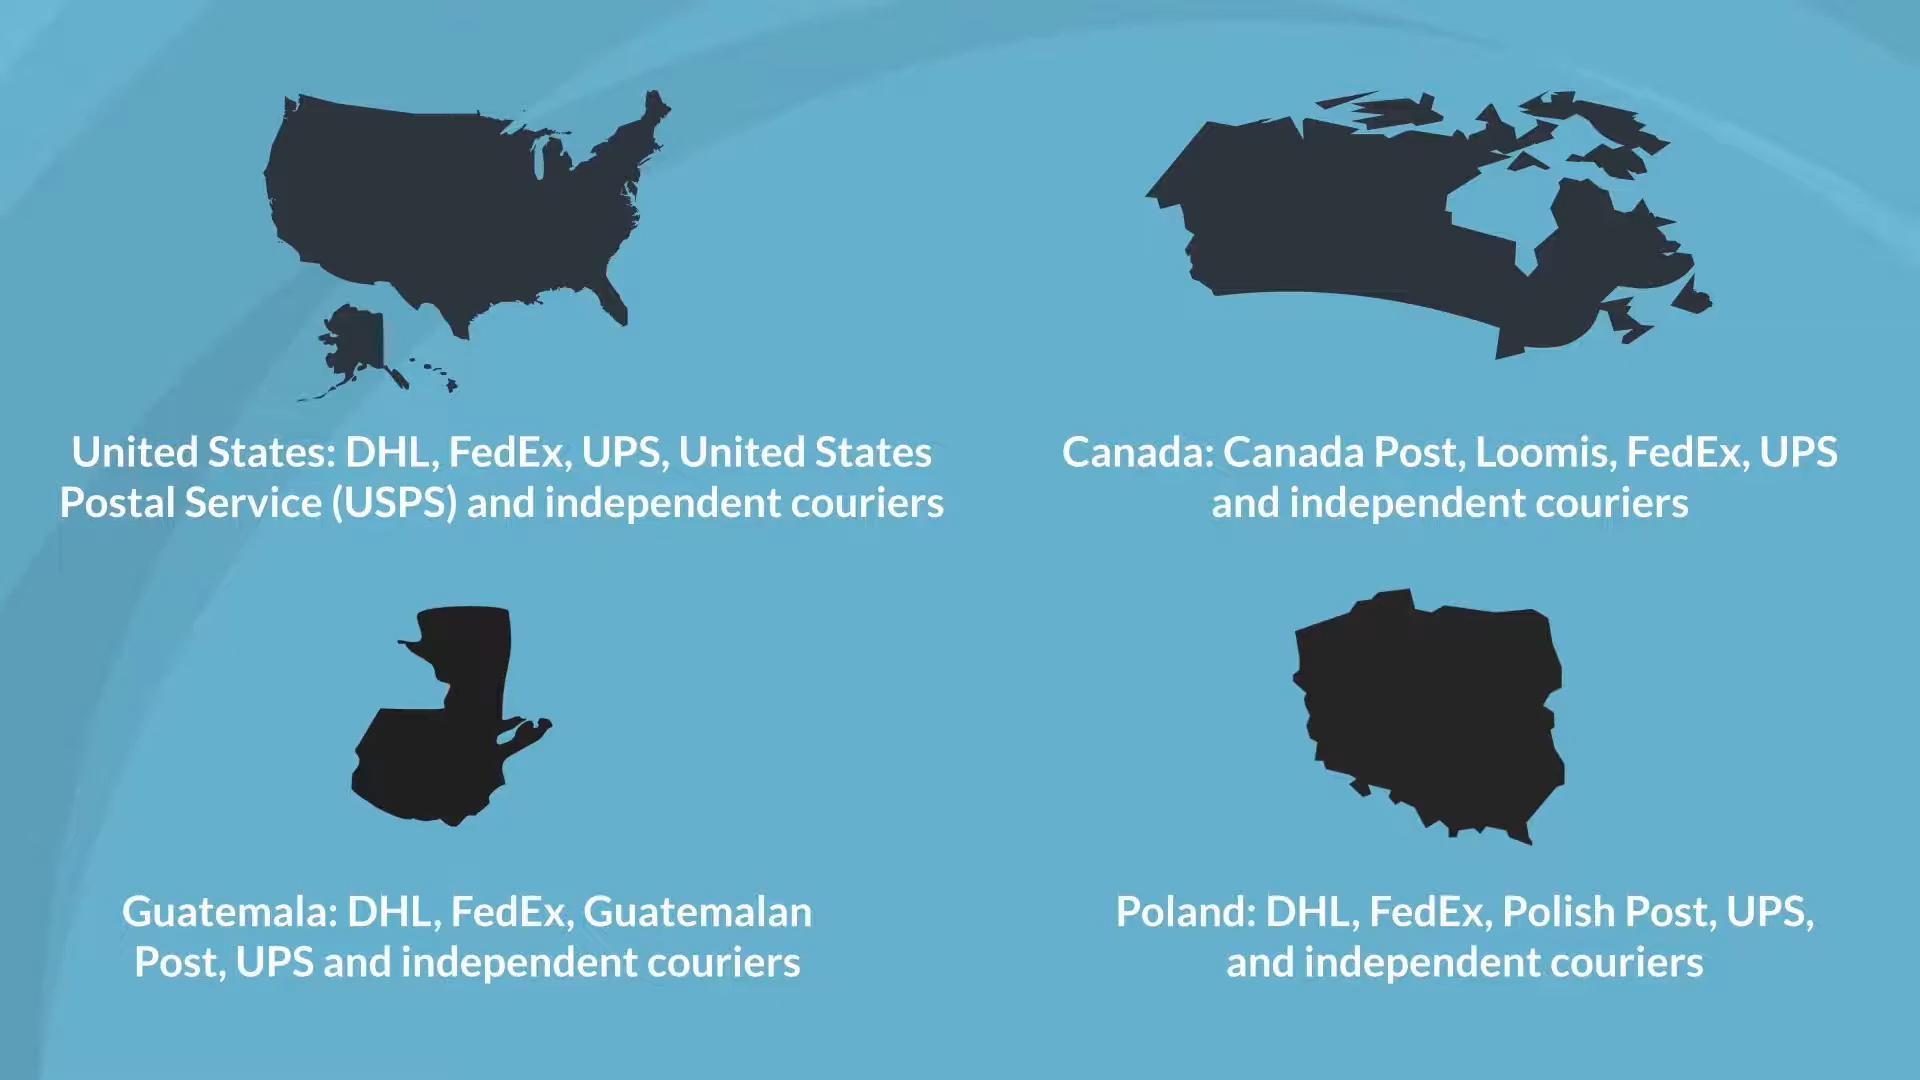 United States: DHL, FedEx, UPS, United States
Postal Service (USPS) and independent couriers
Canada: Canada Post, Loomis, FedEx, UPS
and independent couriers
Guatemala: DHL, FedEx, Guatemalan
Post, UPS and independent couriers
Poland: DHL, FedEx, Polish Post, UPS,
and independent couriers